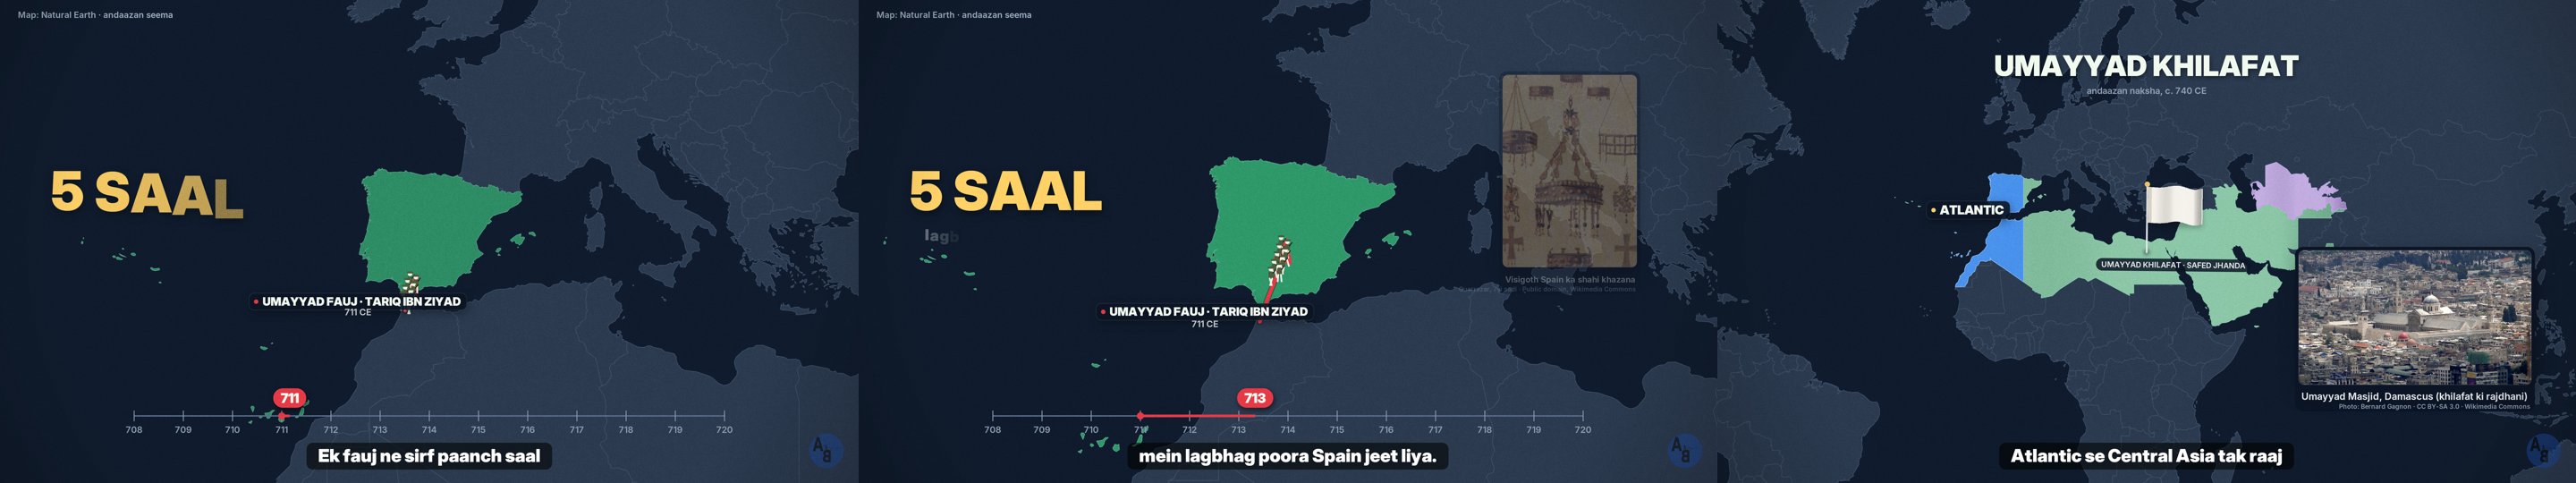 Map: Natural Earth · andaazan seema
5 SAAL
UMAYYAD FAUJ · TARIQ IBN ZIYAD
711 CE
711
708 709 710 711 712 713 714 715 716 717 718 719 720
Ek fauj ne sirf paanch saal
Map: Natural Earth · andaazan seema
5 SAAL
lagb
Visigoth Spain ka shahi khazana
UMAYYAD FAUJ · TARIQ IBN ZIYAD
711 CE
713
708 709 710 711 712 713 714 715 716 717 718 719 720
mein lagbhag poora Spain jeet liya.
UMAYYAD KHILAFAT
andaazan naksha, c. 740 CE
ATLANTIC
UMAYYAD KHILAFAT · SAFED JHANDA
Umayyad Masjid, Damascus (khilafat ki rajdhani)
Photo: Bernard Gagnon · CC BY-SA 3.0 · Wikimedia Commons
Atlantic se Central Asia tak raaj